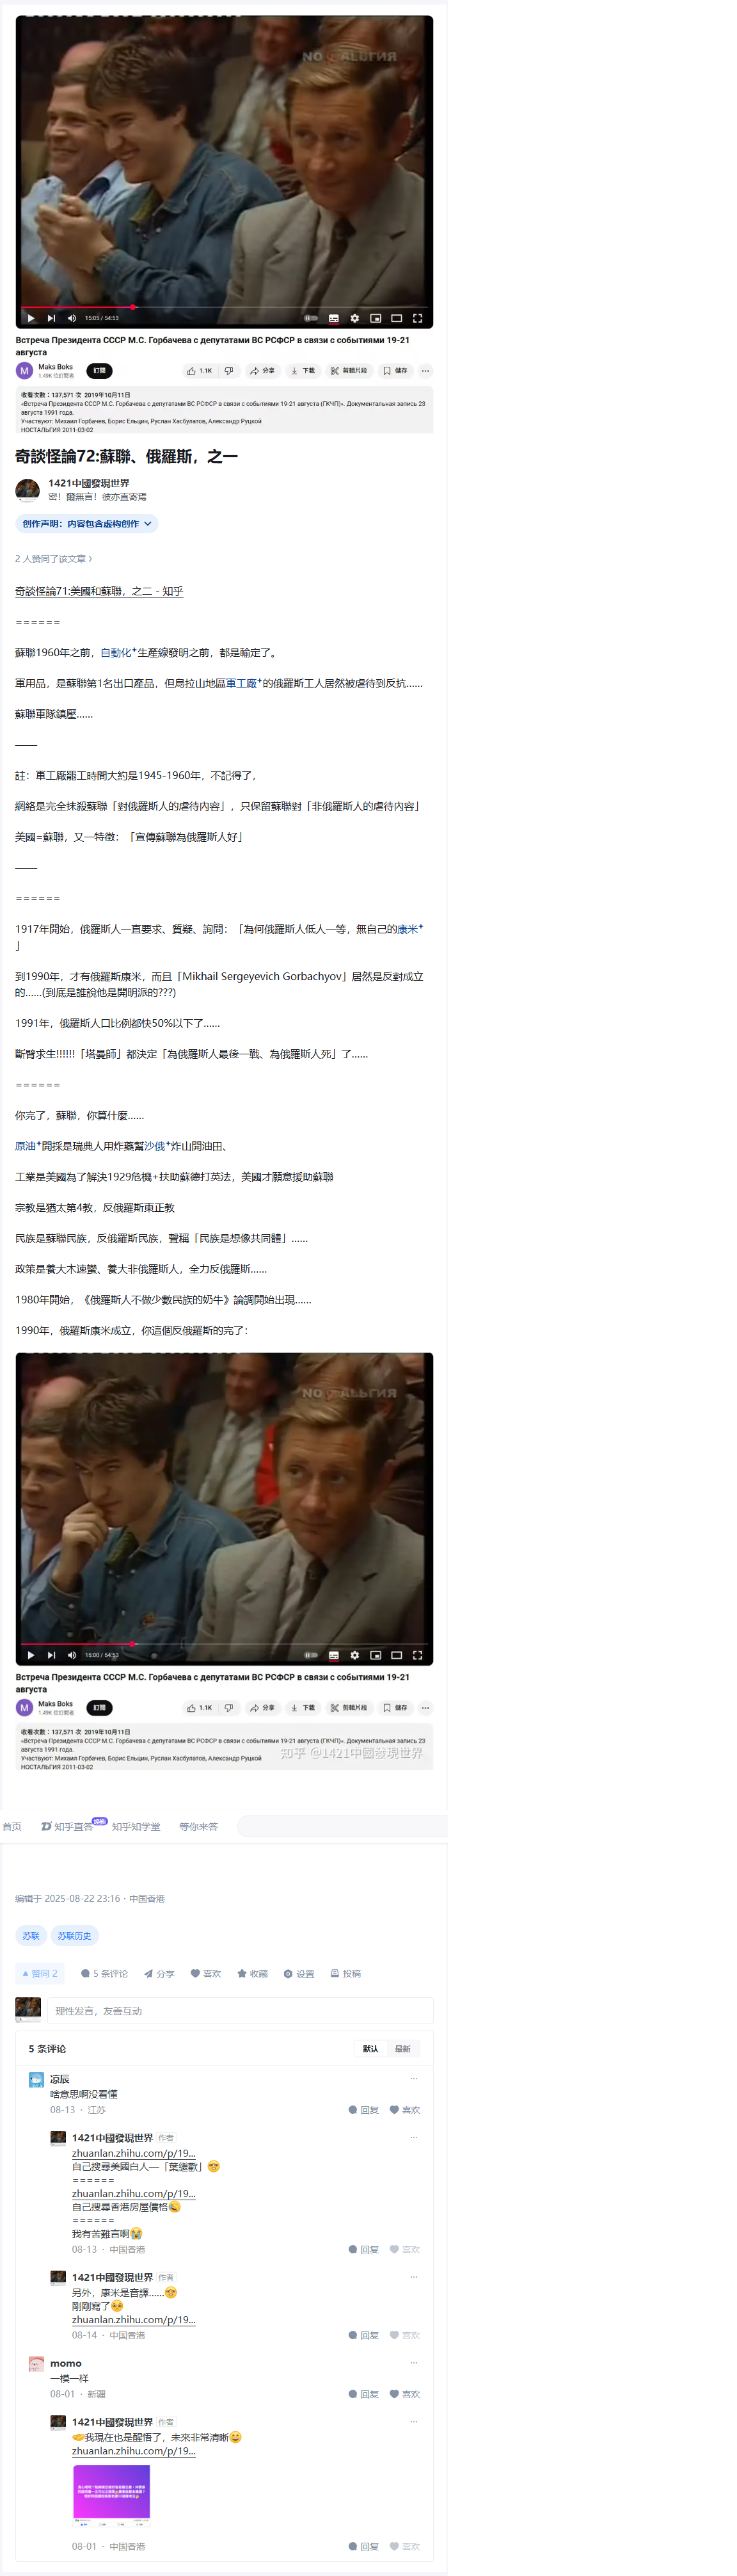 NO АЛЬГИЯ
15:05 / 54:53
Встреча Президента СССР М.С. Горбачева с депутатами ВС РСФСР в связи с событиями 19-21
августа
M
Maks Boks
1.49K 位訂閱者
訂閱
1.1K
分享
下載
剪輯片段
儲存
收看次數：137,571 次 2019年10月11日
«Встреча Президента СССР М.С. Горбачева с депутатами ВС РСФСР в связи с событиями 19-21 августа (ГКЧП)». Документальная запись 23
августа 1991 года.
Участвуют: Михаил Горбачев, Борис Ельцин, Руслан Хасбулатов, Александр Руцкой
НОСТАЛЬГИЯ 2011-03-02
奇談怪論72:蘇聯、俄羅斯，之一
1421中國發現世界
密！爾無言！彼亦直寄焉
创作声明：内容包含虚构创作
2 人赞同了该文章
奇談怪論71:美國和蘇聯，之二 - 知乎
======
蘇聯1960年之前，自動化生產線發明之前，都是輸定了。
軍用品，是蘇聯第1名出口產品，但烏拉山地區軍工廠的俄羅斯工人居然被虐待到反抗……
蘇聯軍隊鎮壓……
——
註：軍工廠罷工時間大約是1945-1960年，不記得了，
網絡是完全抹殺蘇聯「對俄羅斯人的虐待內容」，只保留蘇聯對「非俄羅斯人的虐待內容」
美國=蘇聯，又一特徵：「宣傳蘇聯為俄羅斯人好」
——
======
1917年開始，俄羅斯人一直要求、質疑、詢問：「為何俄羅斯人低人一等，無自己的康米
」
到1990年，才有俄羅斯康米，而且「Mikhail Sergeyevich Gorbachyov」居然是反對成立
的……(到底是誰說他是開明派的???)
1991年，俄羅斯人口比例都快50%以下了……
斷臂求生!!!!!!「塔曼師」都決定「為俄羅斯人最後一戰、為俄羅斯人死」了……
======
你完了，蘇聯，你算什麼……
原油開採是瑞典人用炸藥幫沙俄炸山開油田、
工業是美國為了解決1929危機+扶助蘇德打英法，美國才願意援助蘇聯
宗教是猶太第4教，反俄羅斯東正教
民族是蘇聯民族，反俄羅斯民族，聲稱「民族是想像共同體」……
政策是養大木速蠻、養大非俄羅斯人，全力反俄羅斯……
1980年開始，《俄羅斯人不做少數民族的奶牛》論調開始出現……
1990年，俄羅斯康米成立，你這個反俄羅斯的完了：
NO АЛЬГИЯ
15:00 / 54:53
Встреча Президента СССР М.С. Горбачева с депутатами ВС РСФСР в связи с событиями 19-21
августа
M
Maks Boks
1.49K 位訂閱者
訂閱
1.1K
分享
下載
剪輯片段
儲存
收看次數：137,571 次 2019年10月11日
«Встреча Президента СССР М.С. Горбачева с депутатами ВС РСФСР в связи с событиями 19-21 августа (ГКЧП)». Документальная запись 23
августа 1991 года.
Участвуют: Михаил Горбачев, Борис Ельцин, Руслан Хасбулатов, Александр Руцкой
НОСТАЛЬГИЯ 2011-03-02
知乎 @1421中國發現世界
首页
知乎直答
知乎知学堂
等你来答
编辑于 2025-08-22 23:16・中国香港
苏联
苏联历史
赞同 2
5 条评论
分享
喜欢
收藏
设置
投稿
理性发言，友善互动
5 条评论
默认
最新
凉辰
啥意思啊没看懂
08-13 · 江苏
回复
喜欢
1421中國發現世界 作者
zhuanlan.zhihu.com/p/19...
自己搜尋美國白人—「葉繼歡」
======
zhuanlan.zhihu.com/p/19...
自己搜尋香港房屋價格
======
我有苦難言啊
08-13 · 中国香港
回复
喜欢
1421中國發現世界 作者
另外，康米是音譯……
剛剛寫了
zhuanlan.zhihu.com/p/19...
08-14 · 中国香港
回复
喜欢
momo
一模一样
08-01 · 新疆
回复
喜欢
1421中國發現世界 作者
我現在也是醒悟了，未來非常清晰
zhuanlan.zhihu.com/p/19...
08-01 · 中国香港
回复
喜欢